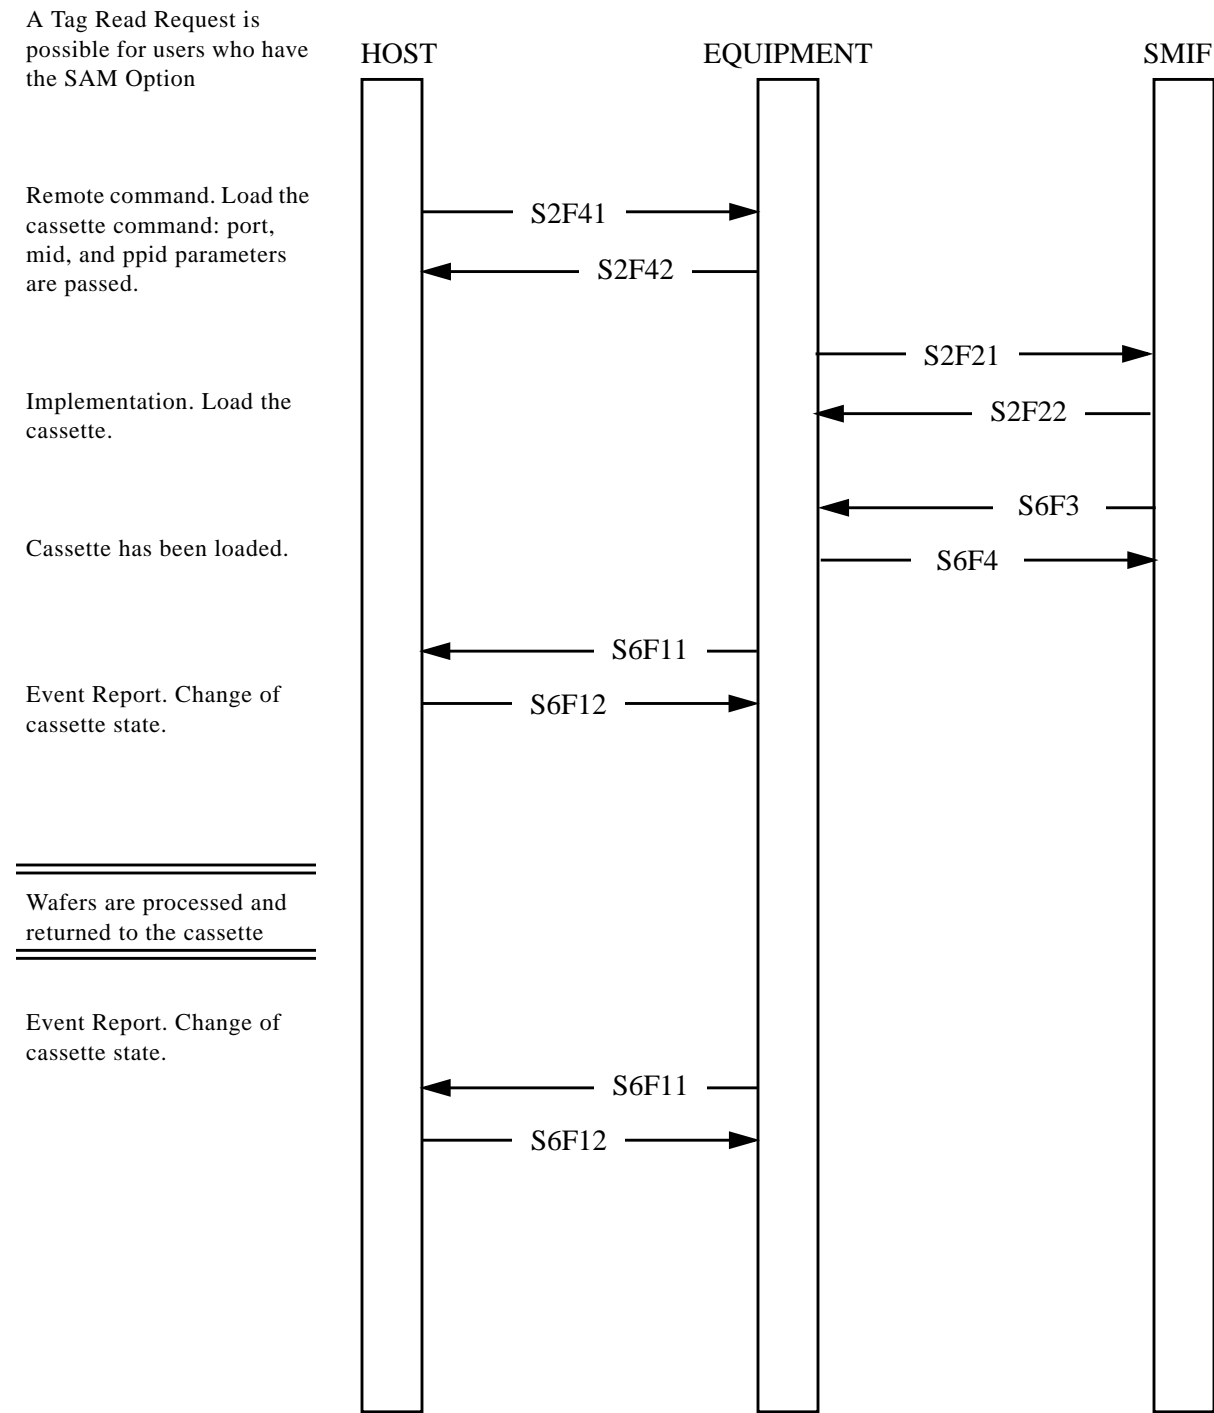 A Tag Read Request is
possible for users who have
the SAM Option
HOST
EQUIPMENT
SMIF
Remote command. Load the
cassette command: port,
mid, and ppid parameters
are passed.
S2F41
S2F42
S2F21
Implementation. Load the
cassette.
S2F22
S6F3
Cassette has been loaded.
S6F4
S6F11
Event Report. Change of
cassette state.
S6F12
Wafers are processed and
returned to the cassette
Event Report. Change of
cassette state.
S6F11
S6F12